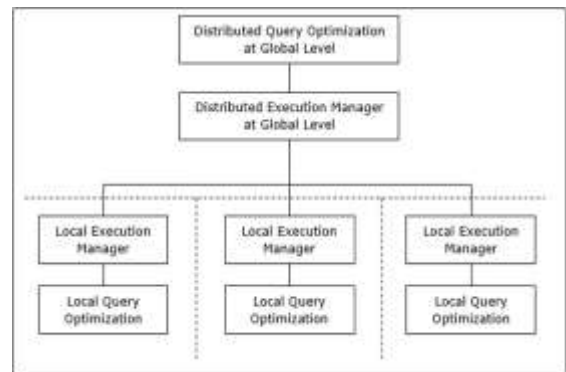 Distributed Query Optimization
at Global Level
Distributed Execution Manager
at Global Level
Local Execution
Manager
Local Execution
Manager
Local Execution
Manager
Local Query
Optimization
Local Query
Optimization
Local Query
Optimization